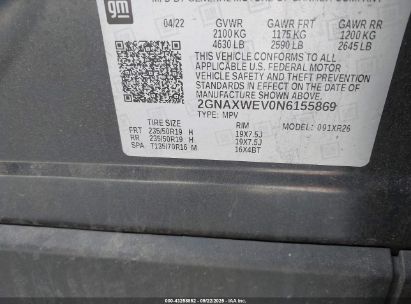 gm
04/22 GVWR GAWR FRT GAWR RR
2100 KG 1175 KG 1200 KG
4630 LB 2590 LB 2645 LB
THIS VEHICLE CONFORMS TO ALL
APPLICABLE U.S. FEDERAL MOTOR
VEHICLE SAFETY AND THEFT PREVENTION
STANDARDS IN EFFECT ON THE DATE OF
MANUFACTURE SHOWN ABOVE.
2GNAXWEV0N6155869
TYPE: MPV
TIRE SIZE RIM MODEL: 001XR26
FRT 235/50R19 H 19X7.5J
RR 235/50R19 H 19X7.5J
SPA T135/70R16 M 16X4BT